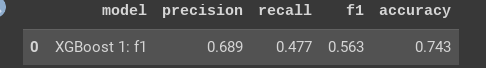 model precision recall f1 accuracy
0 XGBoost 1: f1 0.689 0.477 0.563 0.743